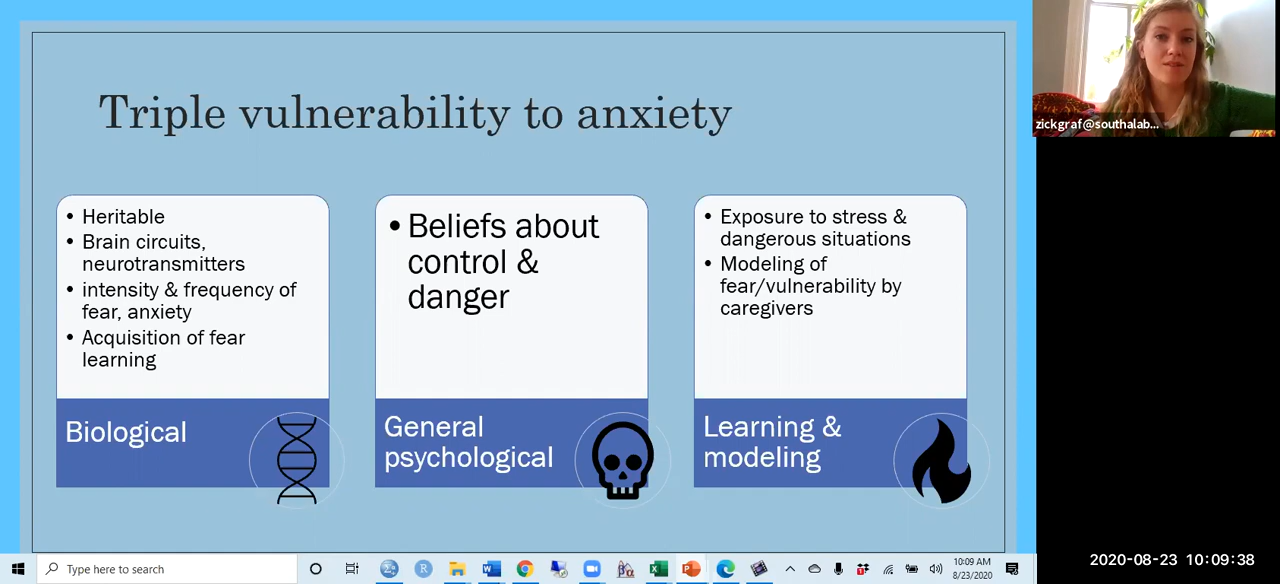 Triple vulnerability to anxiety
• Heritable
• Brain circuits,
neurotransmitters
• intensity & frequency of
fear, anxiety
• Acquisition of fear
learning
Biological
• Beliefs about
control &
danger
General
psychological
• Exposure to stress &
dangerous situations
• Modeling of
fear/vulnerability by
caregivers
Learning &
modeling
zickgraf@southalab...
Type here to search
10:09 AM
8/23/2020
2020-08-23 10:09:38